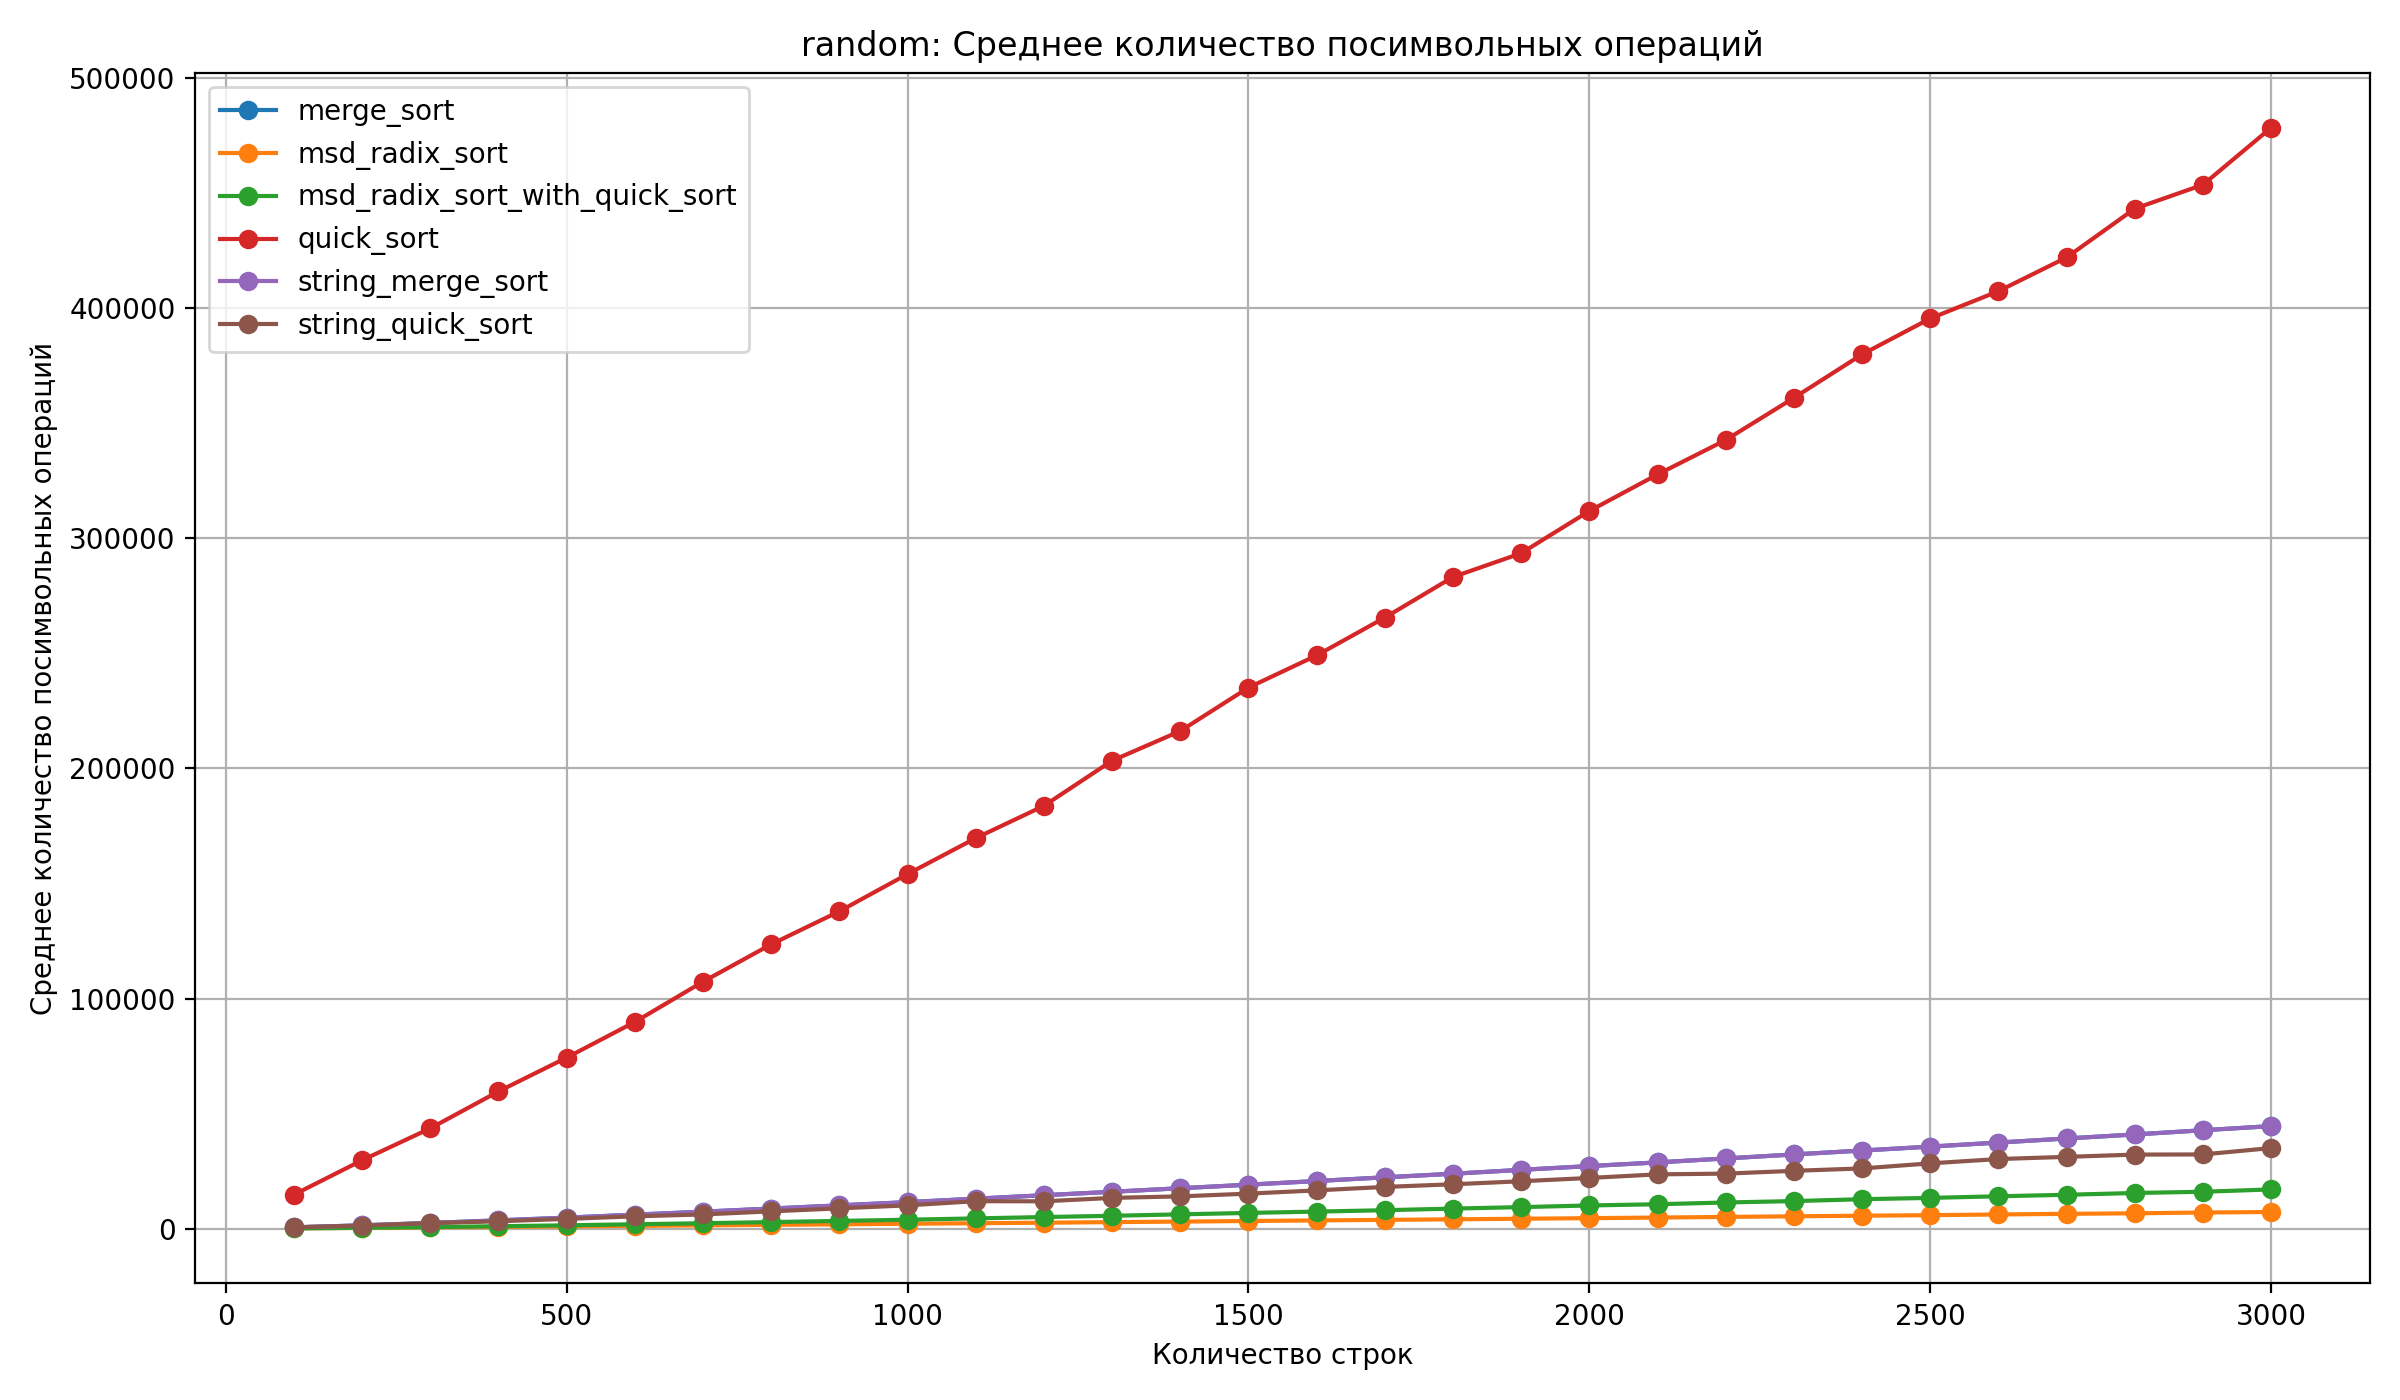 random: Среднее количество посимвольных операций
500000
400000
300000
200000
100000
0
Среднее количество посимвольных операций
merge_sort
msd_radix_sort
msd_radix_sort_with_quick_sort
quick_sort
string_merge_sort
string_quick_sort
0 500 1000 1500 2000 2500 3000
Количество строк